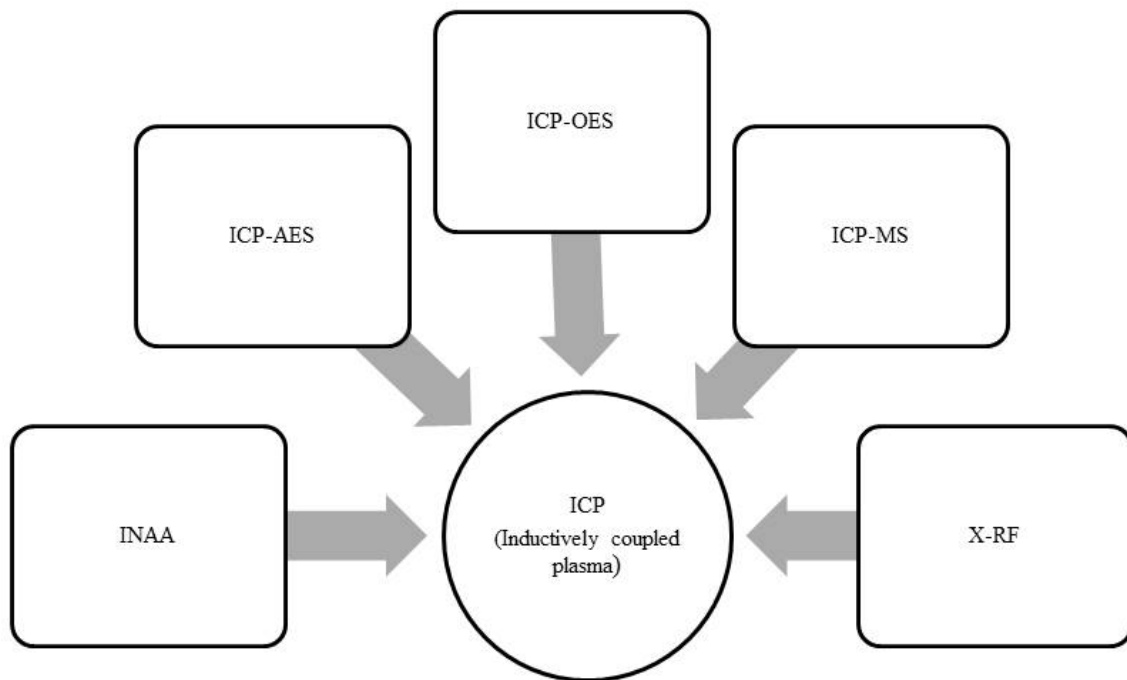 ICP-OES
ICP-AES
ICP-MS
INAA
ICP
(Inductively coupled
plasma)
X-RF